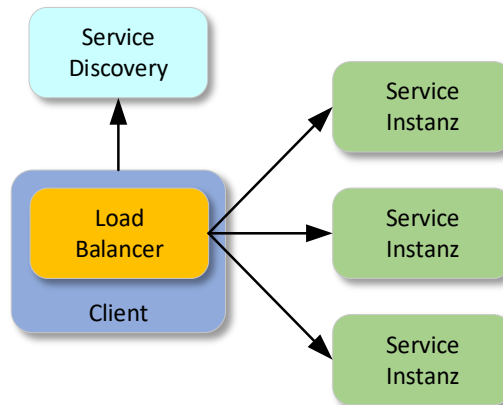 Service
Discovery
Load
Balancer
Client
Service
Instanz
Service
Instanz
Service
Instanz